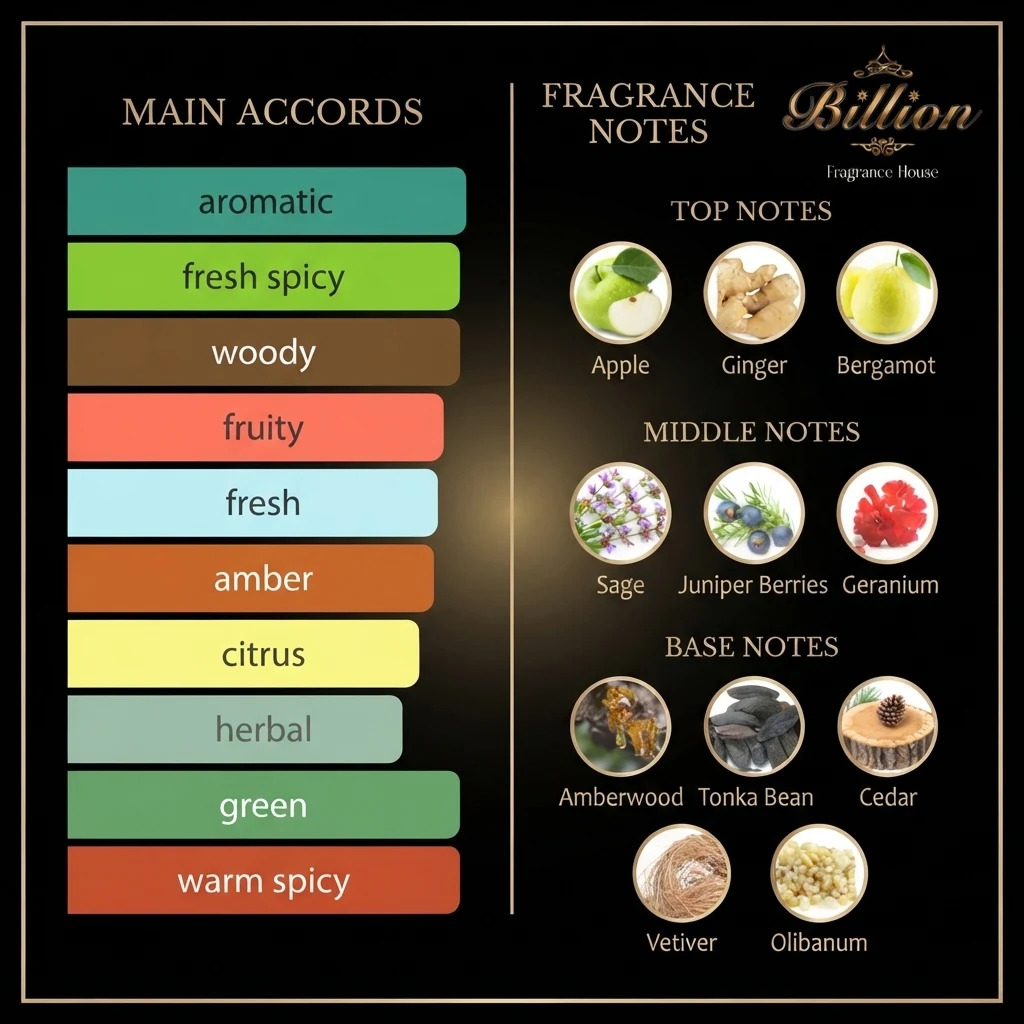 MAIN ACCORDS
aromatic
fresh spicy
woody
fruity
fresh
amber
citrus
herbal
green
warm spicy
FRAGRANCE
NOTES
Billion
Fragrance House
TOP NOTES
Apple
Ginger
Bergamot
MIDDLE NOTES
Sage
Juniper Berries
Geranium
BASE NOTES
Amberwood
Tonka Bean
Cedar
Vetiver
Olibanum